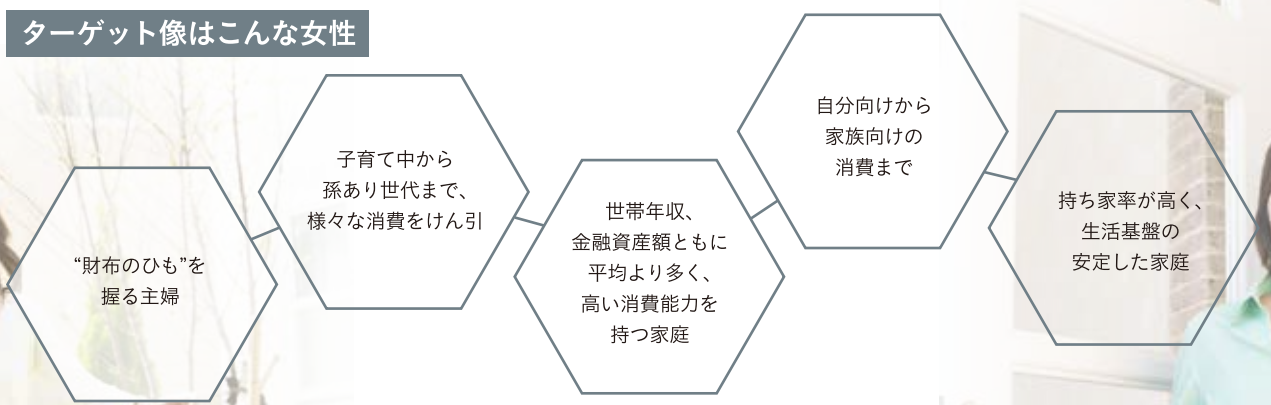 ターゲット像はこんな女性
“財布のひも”を
握る主婦
子育て中から
孫あり世代まで、
様々な消費をけん引
世帯年収、
金融資産額ともに
平均より多く、
高い消費能力を
持つ家庭
自分向けから
家族向けの
消費まで
持ち家率が高く、
生活基盤の
安定した家庭